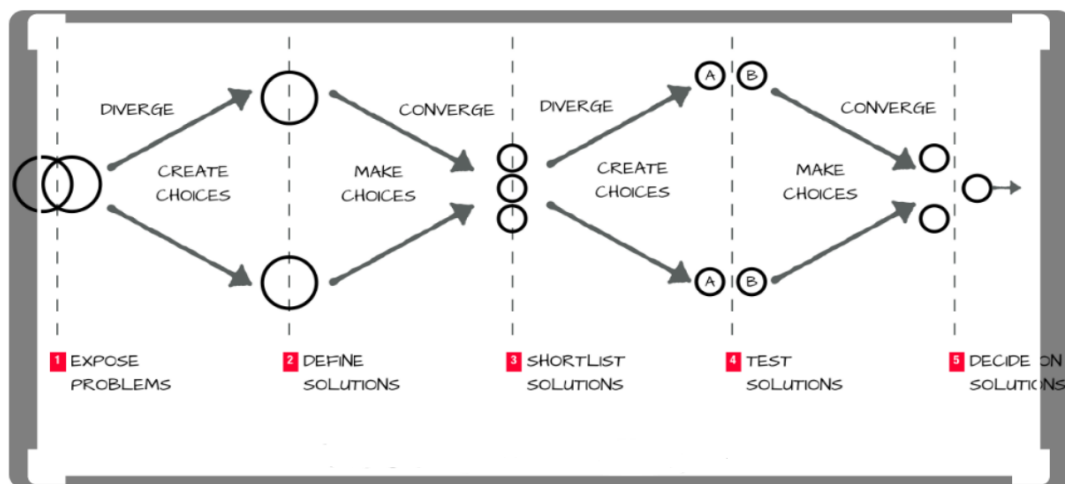 DIVERGE
CREATE
CHOICES
CONVERGE
MAKE
CHOICES
DIVERGE
CREATE
CHOICES
A B
A B
CONVERGE
MAKE
CHOICES
1 EXPOSE
PROBLEMS
2 DEFINE
SOLUTIONS
3 SHORTLIST
SOLUTIONS
4 TEST
SOLUTIONS
5 DECIDE ON
SOLUTIONS